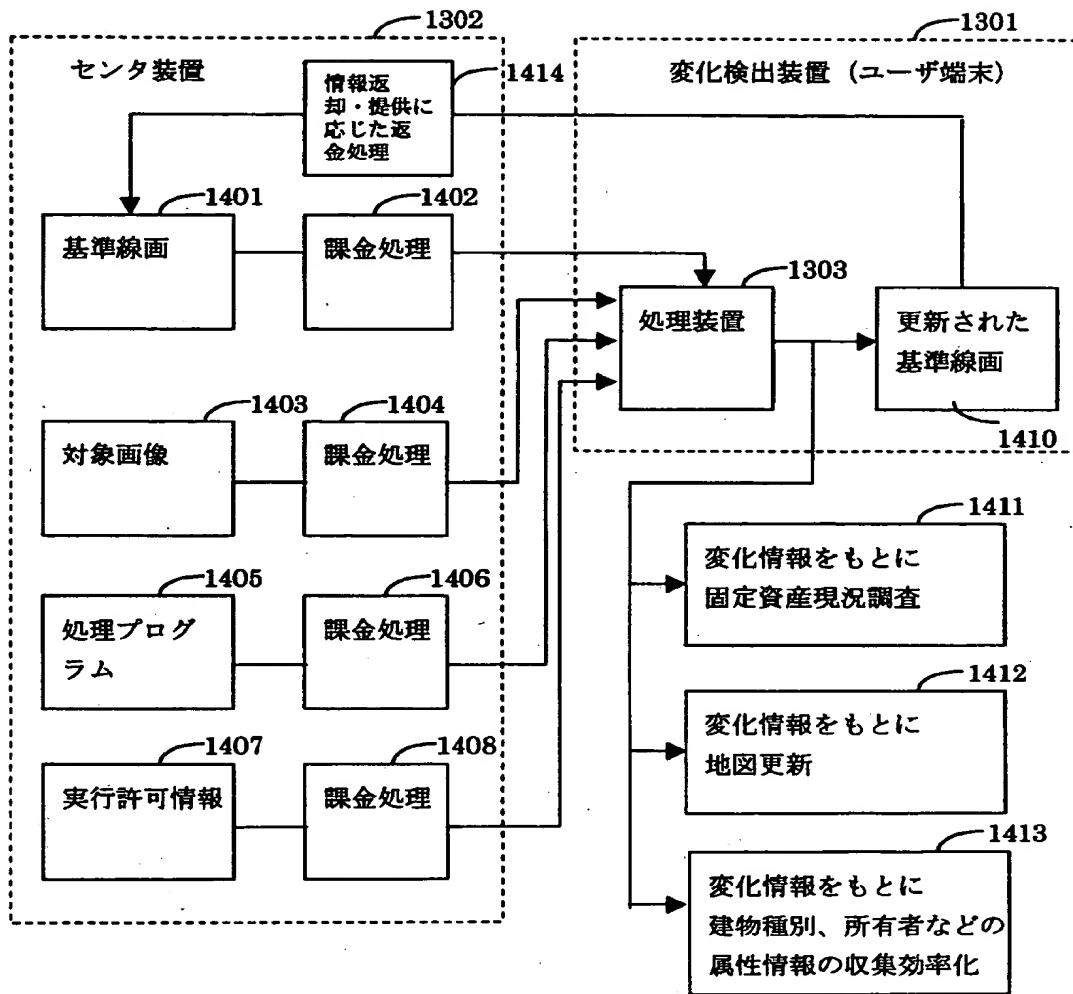 1302
1301
センタ装置
変化検出装置（ユーザ端末）
1414
情報返
却・提供に
応じた返
金処理
1401
1402
基準線画
課金処理
1303
処理装置
更新された
基準線画
1410
1403
1404
対象画像
課金処理
1405
1406
処理プログ
ラム
課金処理
1407
1408
実行許可情報
課金処理
1411
変化情報をもとに
固定資産現況調査
1412
変化情報をもとに
地図更新
1413
変化情報をもとに
建物種別、所有者などの
属性情報の収集効率化